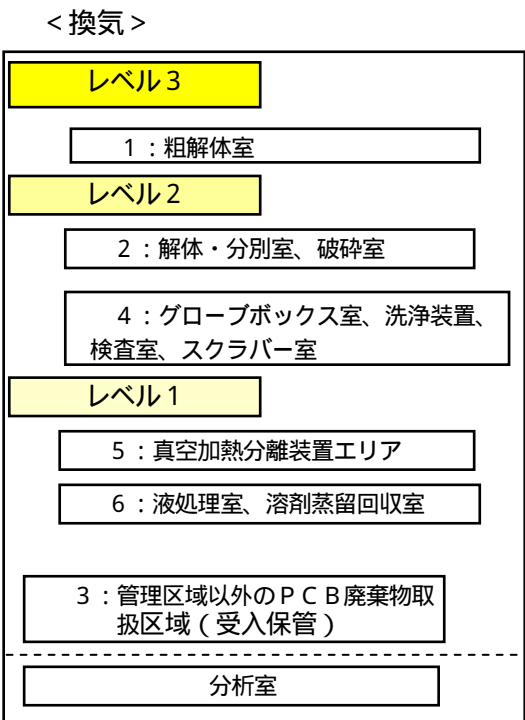 <換気>
レベル3
1：粗解体室
レベル2
2：解体・分別室、破砕室
4：グローブボックス室、洗浄装置、
検査室、スクラバー室
レベル1
5：真空加熱分離装置エリア
6：液処理室、溶剤蒸留回収室
3：管理区域以外のＰＣＢ廃棄物取
扱区域（受入保管）
分析室